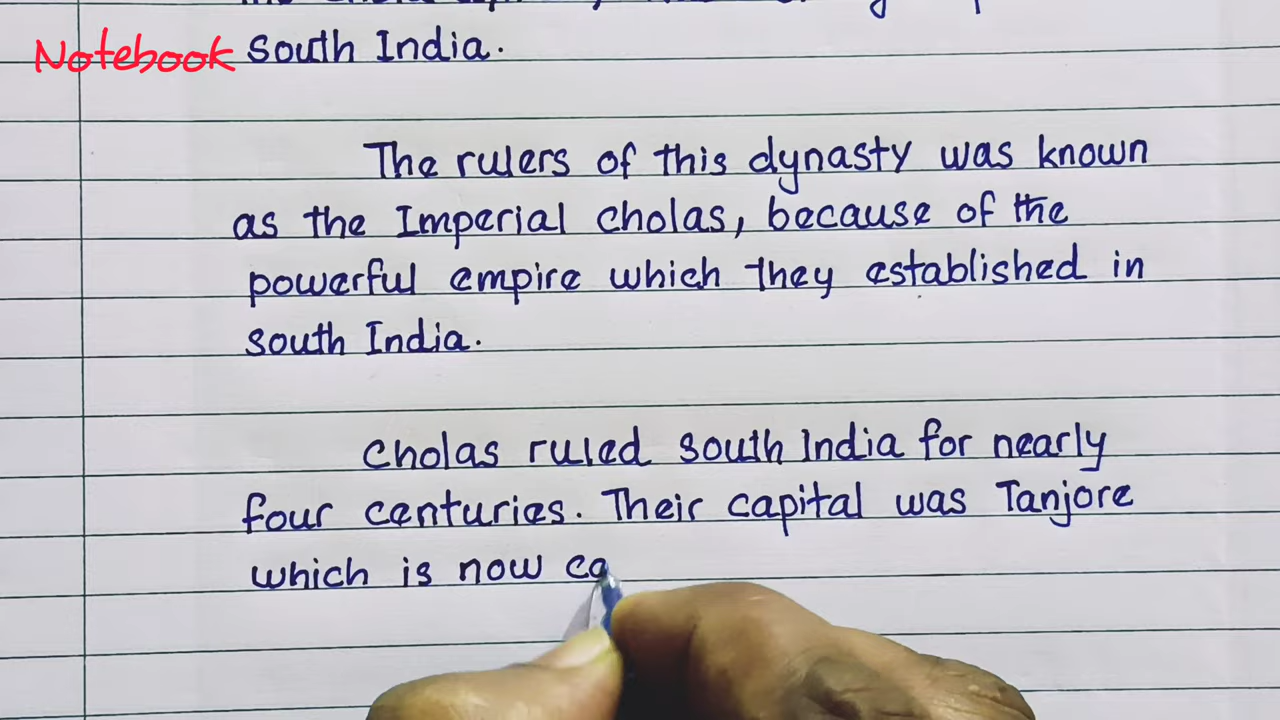 Notebook South India.
The rulers of this dynasty was known
as the Imperial cholas, because of the
powerful empire which they established in
south India.
cholas ruled south India for nearly
four centuries. Their capital was Tanjore
which is now ca